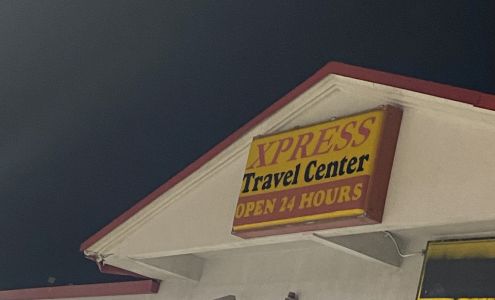 XPRESS
Travel Center
OPEN 24 HOURS